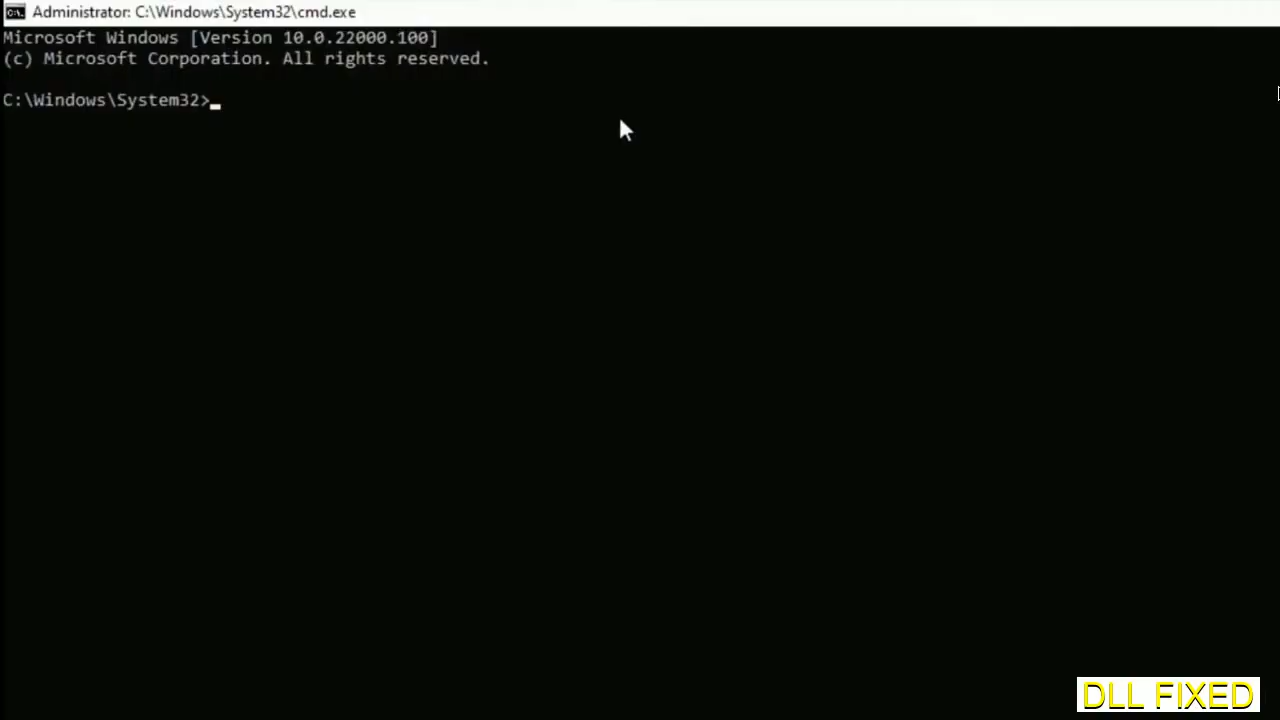 Administrator: C:\Windows\System32\cmd.exe
Microsoft Windows [Version 10.0.22000.100]
(c) Microsoft Corporation. All rights reserved.
C:\Windows\System32>
DLL FIXED